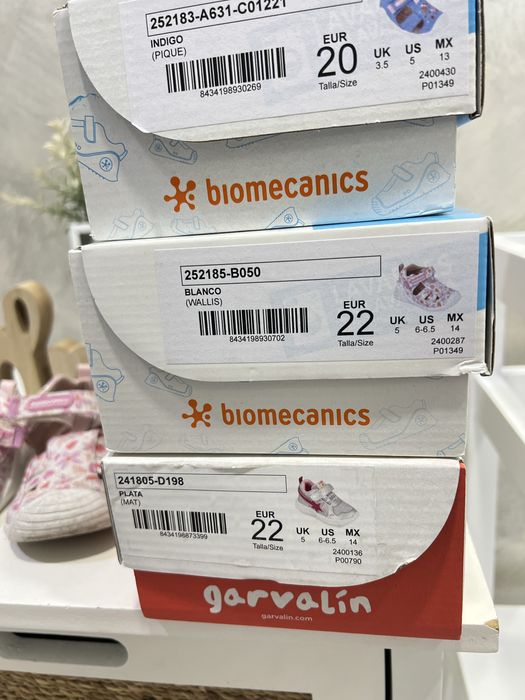 252183-A631-C01221
INDIGO
(PIQUE)
8434198930269
EUR
20
Talla/Size
UK
3.5
US
5
MX
13
2400430
P01349
biomecanics
252185-B050
BLANCO
(WALLIS)
8434198930702
EUR
22
Talla/Size
UK
5
US
6-6.5
MX
14
2400287
P01349
biomecanics
241805-D198
PLATA
(MAT)
8434198873399
EUR
22
Talla/Size
UK
5
US
6-6.5
MX
14
2400136
P00790
garvalín
garvalin.com